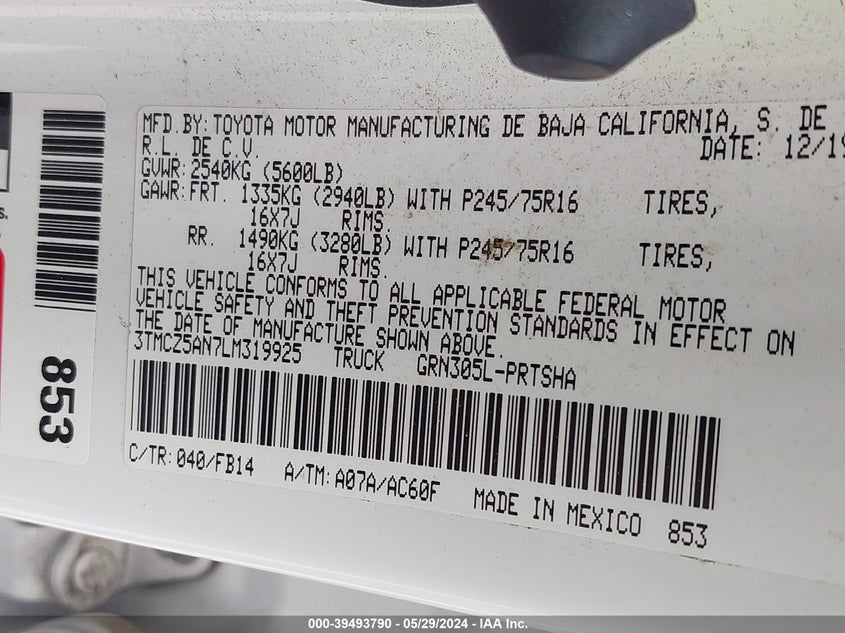 MFD.BY: TOYOTA MOTOR MANUFACTURING DE BAJA CALIFORNIA, S. DE
R.L. DE C.V. DATE: 12/19
GVWR: 2540KG (5600LB)
GAWR: FRT. 1335KG (2940LB) WITH P245/75R16 TIRES,
16X7J RIMS.
RR. 1490KG (3280LB) WITH P245/75R16 TIRES,
16X7J RIMS.
THIS VEHICLE CONFORMS TO ALL APPLICABLE FEDERAL MOTOR
VEHICLE SAFETY AND THEFT PREVENTION STANDARDS IN EFFECT ON
THE DATE OF MANUFACTURE SHOWN ABOVE.
3TMCZ5AN7LM319925 TRUCK GRN305L-PRTSHA
C/TR: 040/FB14 A/TM: A07A/AC60F MADE IN MEXICO 853
853
s.
000-39493790 - 05/29/2024 - IAA Inc.